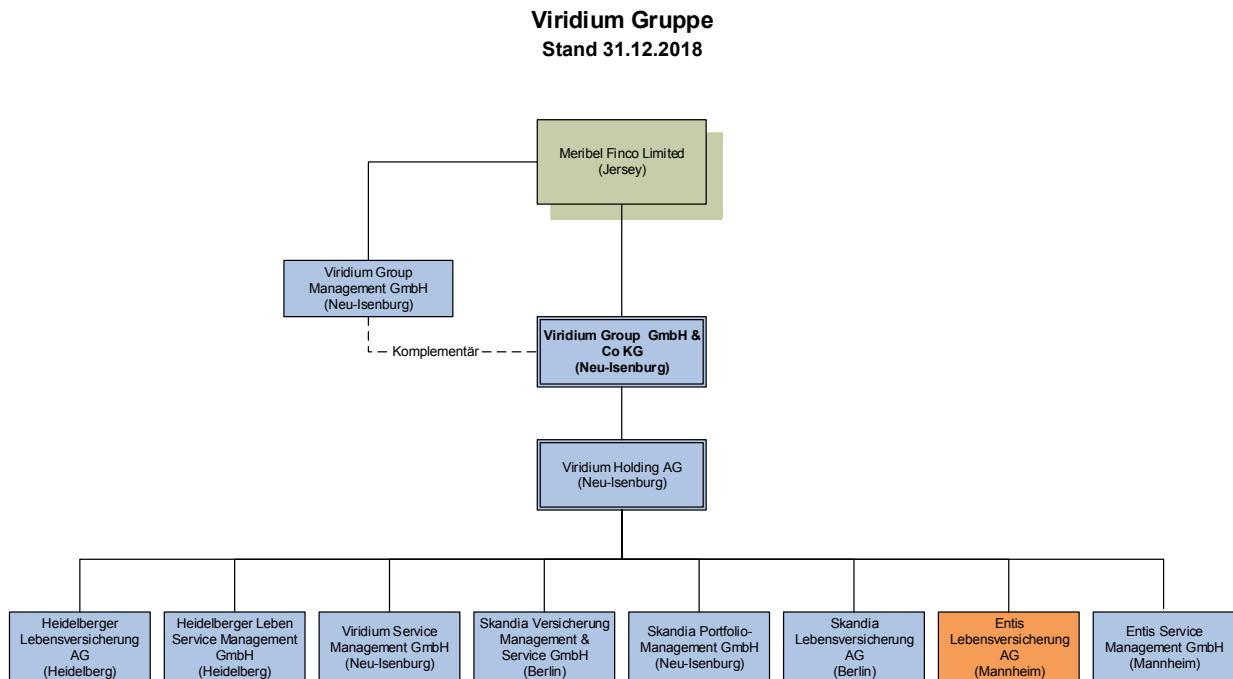 Viridium Gruppe
Stand 31.12.2018
Meribel Finco Limited
(Jersey)
Viridium Group
Management GmbH
(Neu-Isenburg)
Komplementär
Viridium Group GmbH &
Co KG
(Neu-Isenburg)
Viridium Holding AG
(Neu-Isenburg)
Heidelberger
Lebensversicherung
AG
(Heidelberg)
Heidelberger Leben
Service Management
GmbH
(Heidelberg)
Viridium Service
Management GmbH
(Neu-Isenburg)
Skandia Versicherung
Management &
Service GmbH
(Berlin)
Skandia Portfolio-
Management GmbH
(Neu-Isenburg)
Skandia
Lebensversicherung
AG
(Berlin)
Entis
Lebensversicherung
AG
(Mannheim)
Entis Service
Management GmbH
(Mannheim)